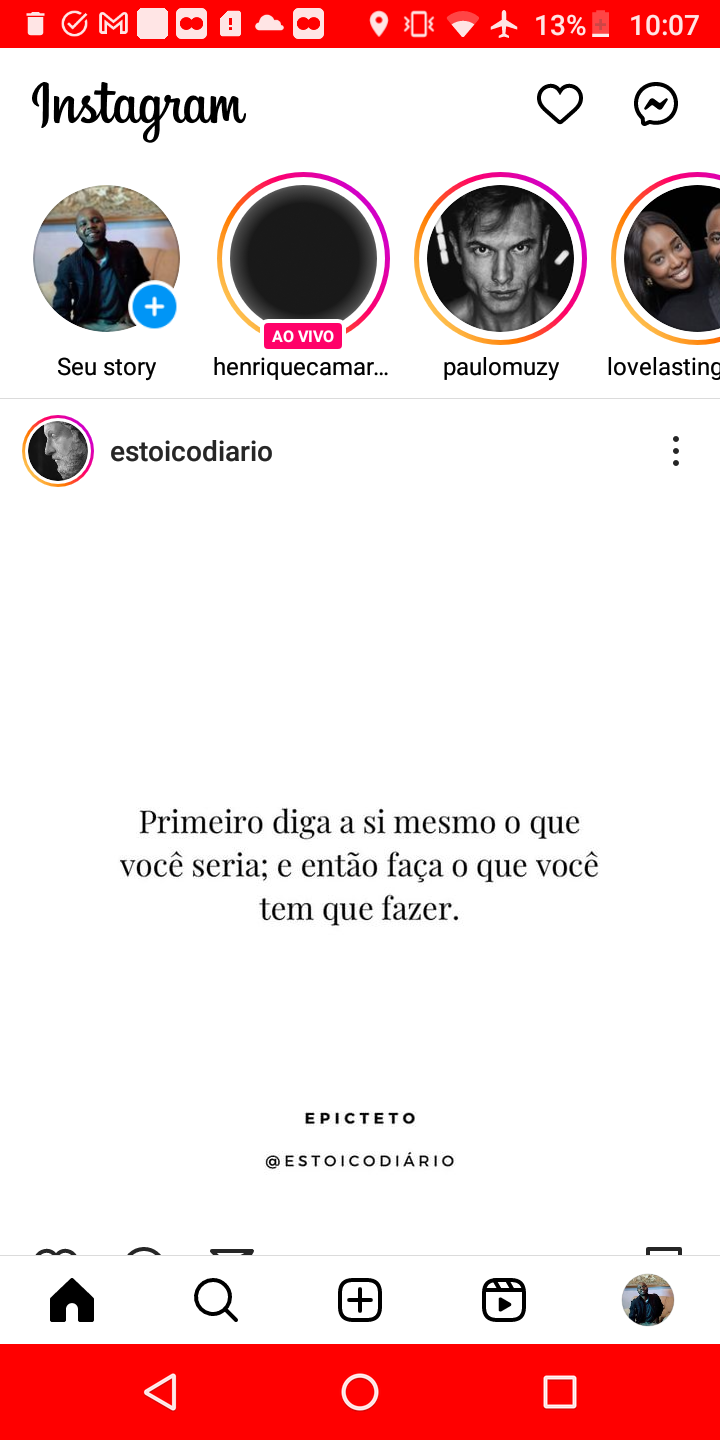 13% 10:07
Instagram
AO VIVO
Seu story henriquecamar... paulomuzy lovelasting
estoicodiario
Primeiro diga a si mesmo o que
você seria; e então faça o que você
tem que fazer.
EPICTETO
@ESTOICODIÁRIO